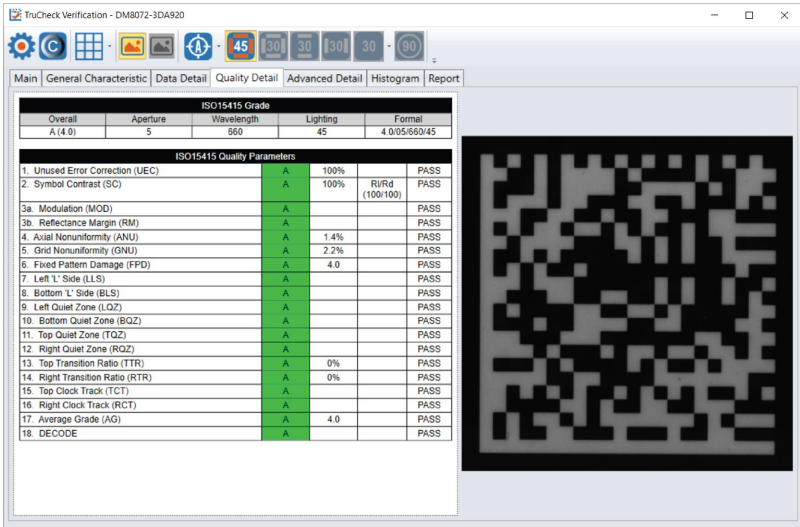 TruCheck Verification - DM8072-3DA920
C A 45 30 30 30 30 90
Main General Characteristic Data Detail Quality Detail Advanced Detail Histogram Report
ISO15415 Grade
Overall Aperture Wavelength Lighting Formal
A (4.0) 5 660 45 4.0/05/660/45
ISO15415 Quality Parameters
1. Unused Error Correction (UEC) A 100% PASS
2. Symbol Contrast (SC) A 100% Rl/Rd PASS
(100/100)
3a. Modulation (MOD) A PASS
3b. Reflectance Margin (RM) A PASS
4. Axial Nonuniformity (ANU) A 1.4% PASS
5. Grid Nonuniformity (GNU) A 2.2% PASS
6. Fixed Pattern Damage (FPD) A 4.0 PASS
7. Left 'L' Side (LLS) A PASS
8. Bottom 'L' Side (BLS) A PASS
9. Left Quiet Zone (LQZ) A PASS
10. Bottom Quiet Zone (BQZ) A PASS
11. Top Quiet Zone (TQZ) A PASS
12. Right Quiet Zone (RQZ) A PASS
13. Top Transition Ratio (TTR) A 0% PASS
14. Right Transition Ratio (RTR) A 0% PASS
15. Top Clock Track (TCT) A PASS
16. Right Clock Track (RCT) A PASS
17. Average Grade (AG) A 4.0 PASS
18. DECODE A PASS